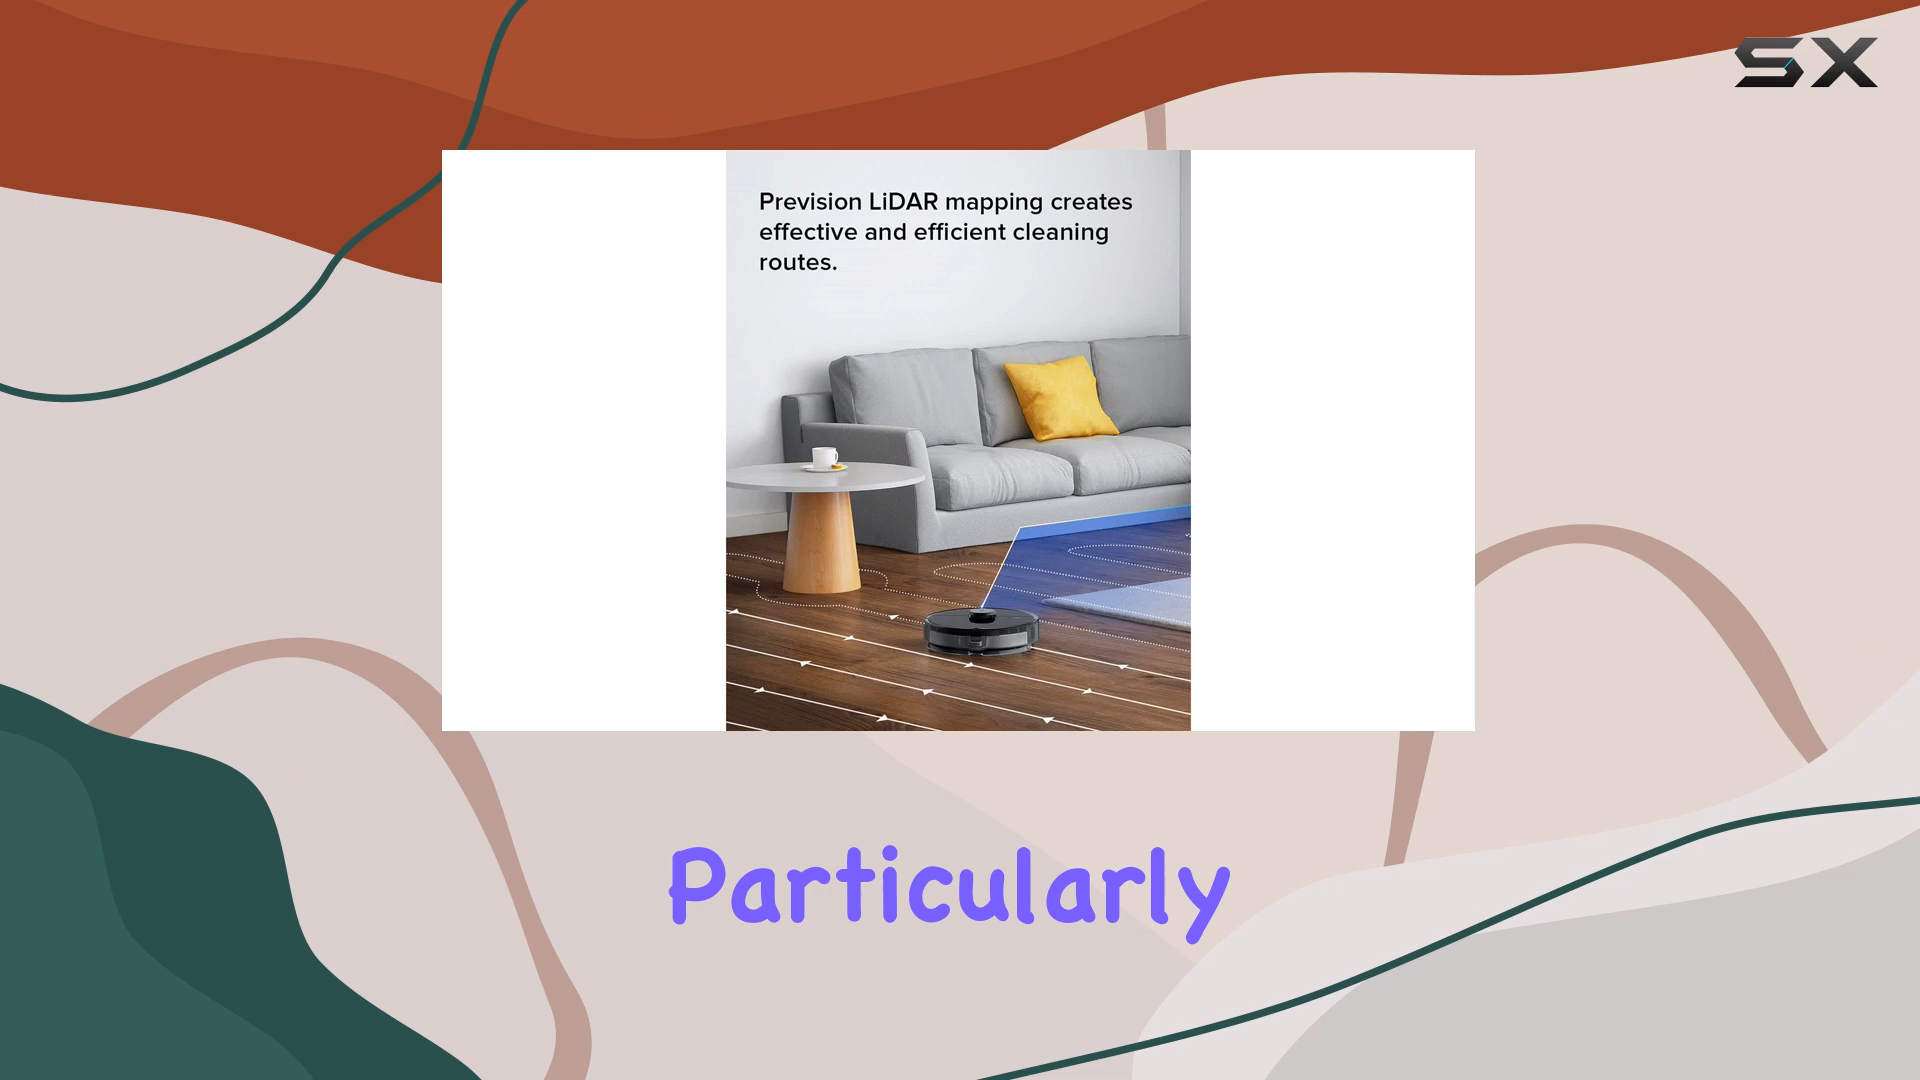 SX
Prevision LiDAR mapping creates
effective and efficient cleaning
routes.
Particularly